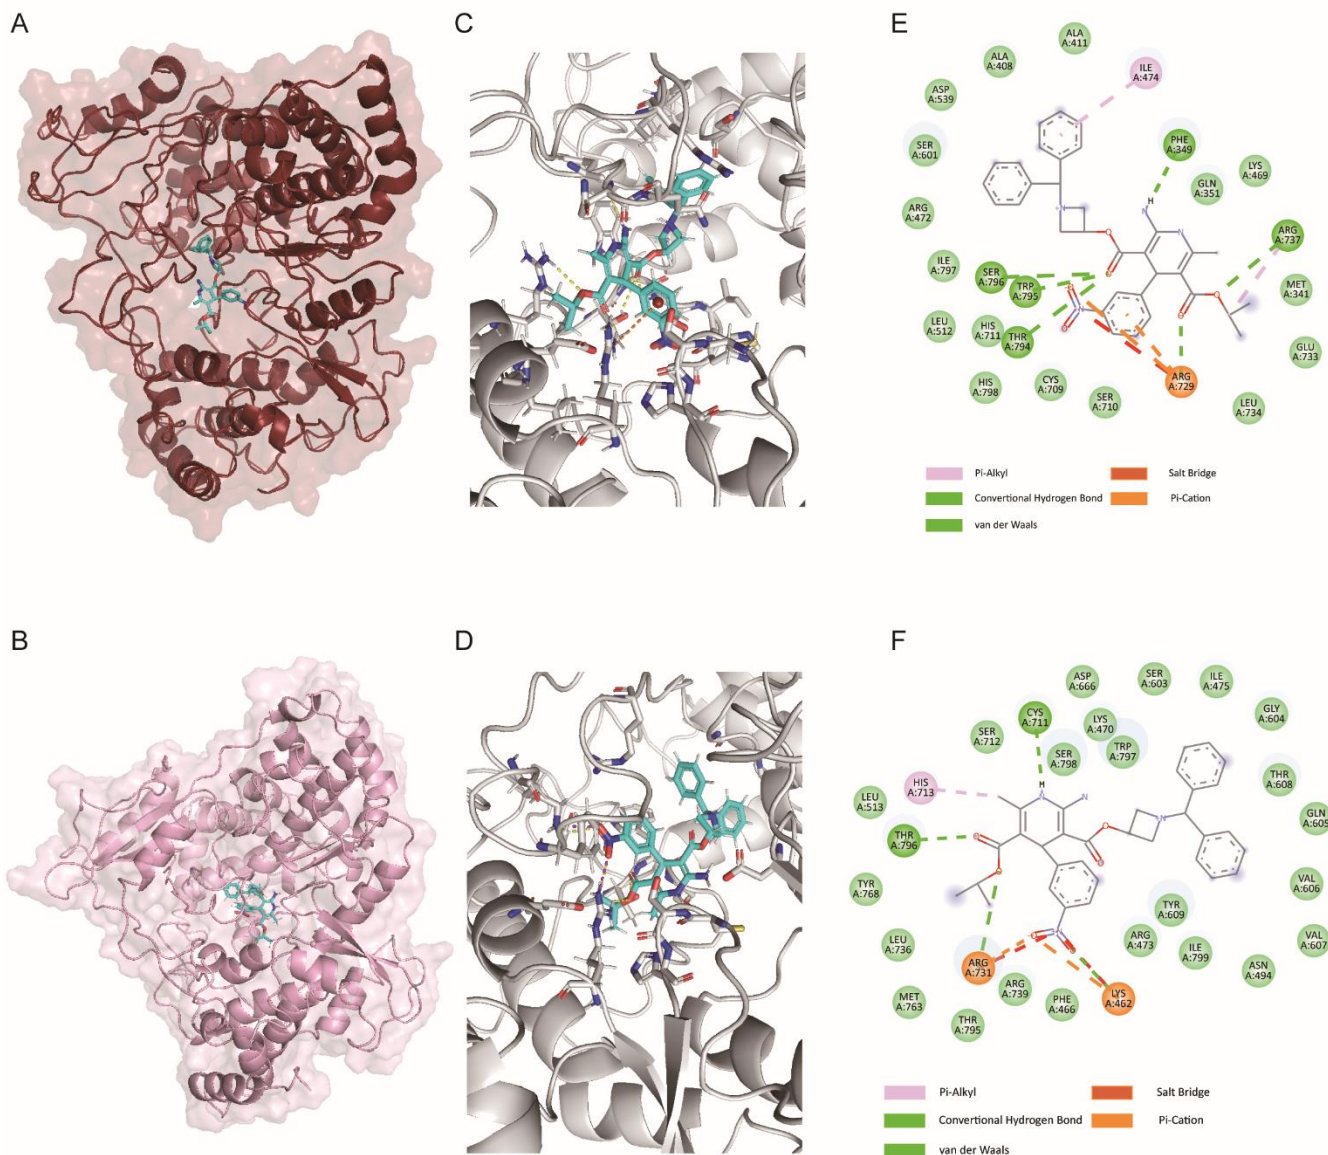 A
C
E
ALA
A:411
ALA
A:408
ILE
A:474
ASP
A:539
SER
A:601
PHE
A:349
LYS
A:469
GLN
A:351
ARG
A:472
H
N
N
N+
O
O
ARG
A:737
ILE
A:797
SER
A:796
TRP
A:795
MET
A:341
LEU
A:512
HIS
A:711
THR
A:794
GLU
A:733
HIS
A:798
CYS
A:709
SER
A:710
ARG
A:729
LEU
A:734
Pi-Alkyl
Salt Bridge
Convertional Hydrogen Bond
Pi-Cation
van der Waals
B
D
F
ASP
A:666
SER
A:603
ILE
A:475
CYS
A:711
LYS
A:470
GLY
A:604
SER
A:712
SER
A:798
TRP
A:797
THR
A:608
HIS
A:713
H
N
N
LEU
A:513
GLN
A:605
THR
A:796
O
O
O
N
TYR
A:768
VAL
A:606
TYR
A:609
LEU
A:736
ARG
A:473
ILE
A:799
VAL
A:607
ARG
A:731
ARG
A:739
PHE
A:466
LYS
A:462
ASN
A:494
MET
A:763
THR
A:795
Pi-Alkyl
Salt Bridge
Convertional Hydrogen Bond
Pi-Cation
van der Waals